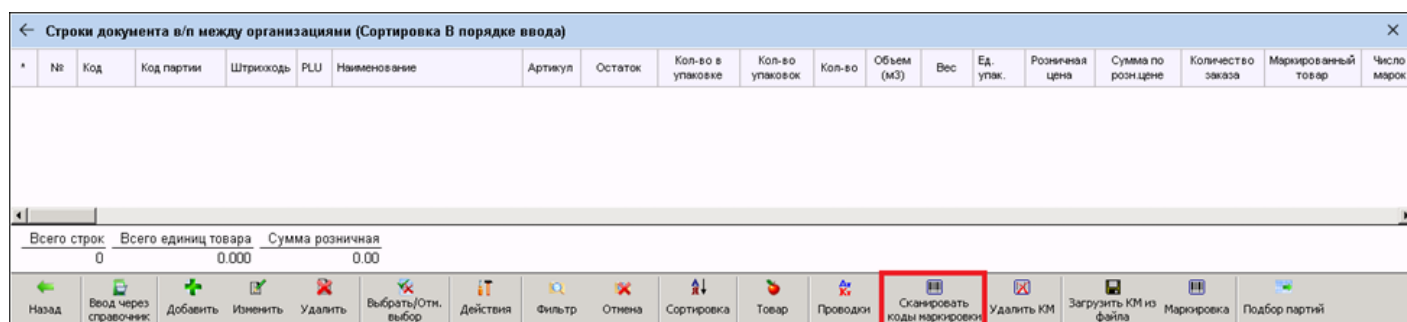 Строки документа в/п между организациями (Сортировка В порядке ввода)
* № Код Код партии Штрихкодь PLU Наименование Артикул Остаток Кол-во в упаковке Кол-во упаковок Кол-во Объем (м3) Вес Ед. упак. Розничная цена Сумма по розн.цене Количество заказа Маркированный товар Число марок
Всего строк Всего единиц товара Сумма розничная
0 0.000 0.00
Назад Ввод через справочник Добавить Изменить Удалить Выбрать/Отм. выбор Действия Фильтр Отмена Сортировка Товар Проводки Сканировать коды маркировки Удалить КМ Загрузить КМ из файла Маркировка Подбор партий